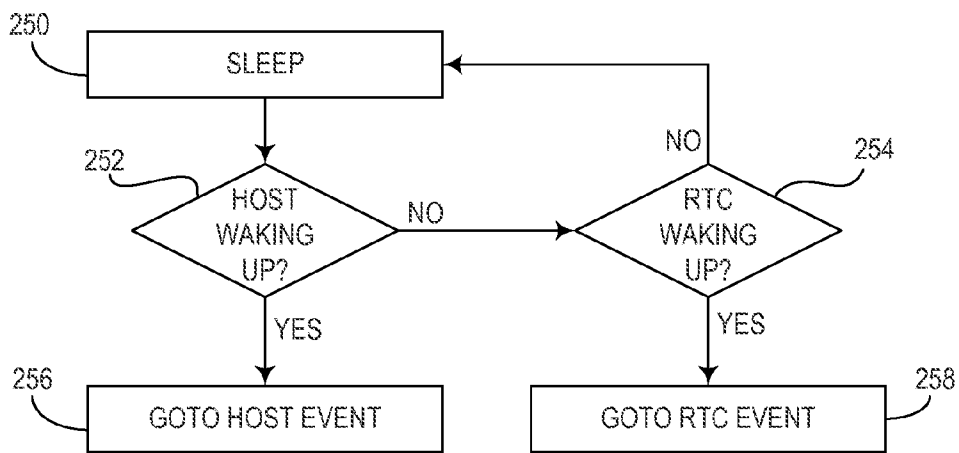 250
SLEEP
252
HOST
WAKING
UP?
NO
NO
254
RTC
WAKING
UP?
YES
YES
256
GOTO HOST EVENT
GOTO RTC EVENT
258